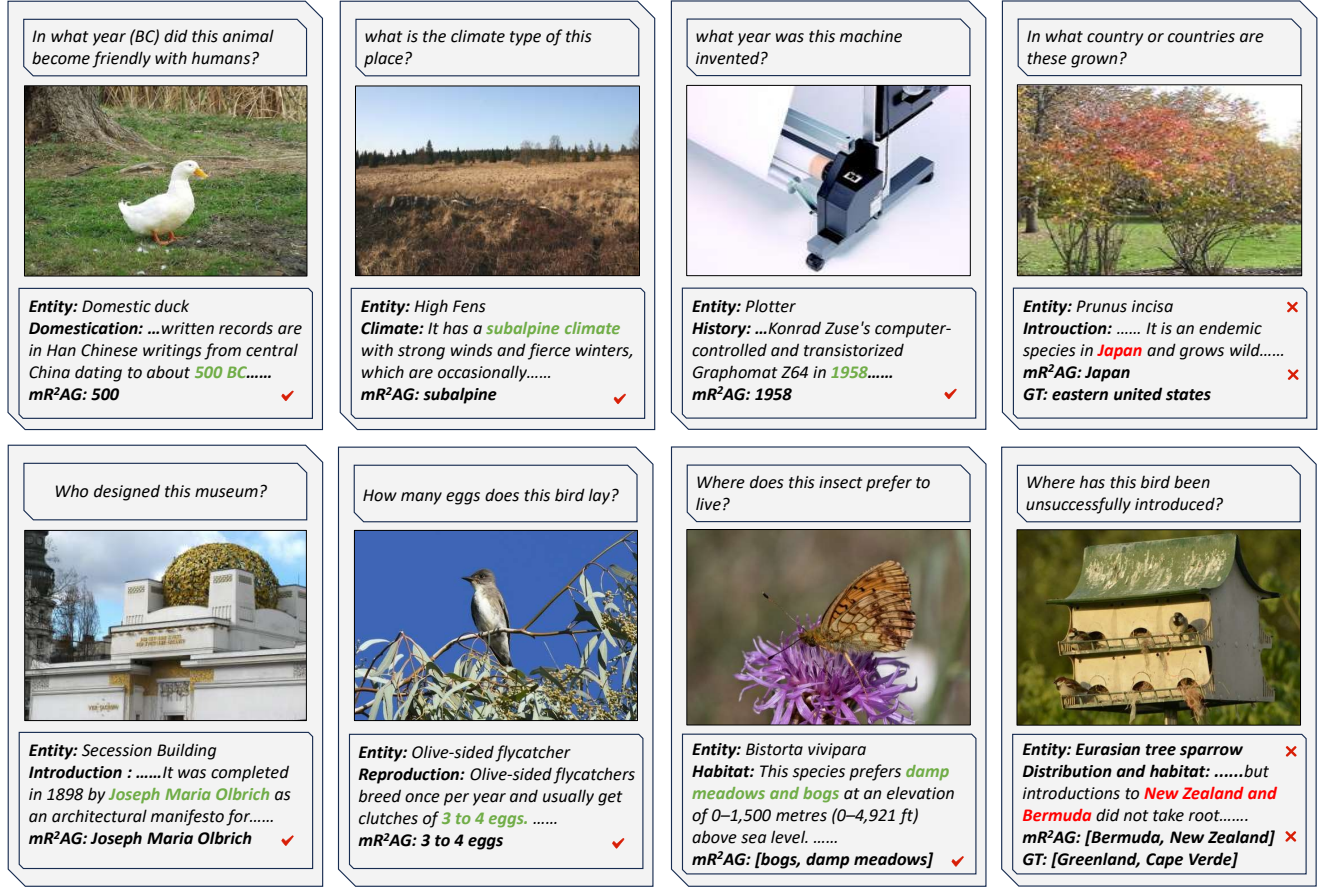 In what year (BC) did this animal
become friendly with humans?
Entity: Domestic duck
Domestication: ...written records are
in Han Chinese writings from central
China dating to about 500 BC......
mR²AG: 500
what is the climate type of this
place?
Entity: High Fens
Climate: It has a subalpine climate
with strong winds and fierce winters,
which are occasionally......
mR²AG: subalpine
what year was this machine
invented?
Entity: Plotter
History: ...Konrad Zuse's computer-
controlled and transistorized
Graphomat Z64 in 1958......
mR²AG: 1958
In what country or countries are
these grown?
Entity: Prunus incisa
Introuction: ...... It is an endemic
species in Japan and grows wild......
mR²AG: Japan
GT: eastern united states
Who designed this museum?
Entity: Secession Building
Introduction : ......It was completed
in 1898 by Joseph Maria Olbrich as
an architectural manifesto for......
mR²AG: Joseph Maria Olbrich
How many eggs does this bird lay?
Entity: Olive-sided flycatcher
Reproduction: Olive-sided flycatchers
breed once per year and usually get
clutches of 3 to 4 eggs. ......
mR²AG: 3 to 4 eggs
Where does this insect prefer to
live?
Entity: Bistorta vivipara
Habitat: This species prefers damp
meadows and bogs at an elevation
of 0–1,500 metres (0–4,921 ft)
above sea level. ......
mR²AG: [bogs, damp meadows]
Where has this bird been
unsuccessfully introduced?
Entity: Eurasian tree sparrow
Distribution and habitat: ......but
introductions to New Zealand and
Bermuda did not take root.......
mR²AG: [Bermuda, New Zealand]
GT: [Greenland, Cape Verde]